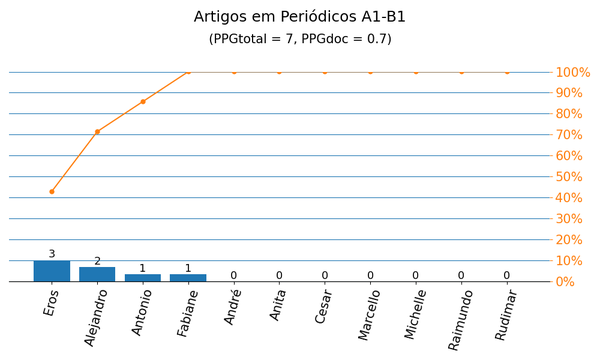 Artigos em Periódicos A1-B1
(PPGtotal = 7, PPGdoc = 0.7)
100%
90%
80%
70%
60%
50%
40%
30%
20%
10%
0%
3
2
1
1
0
0
0
0
0
0
0
Eros
Alejandro
Antonio
Fabiane
André
Anita
Cesar
Marcello
Michelle
Raimundo
Rudimar